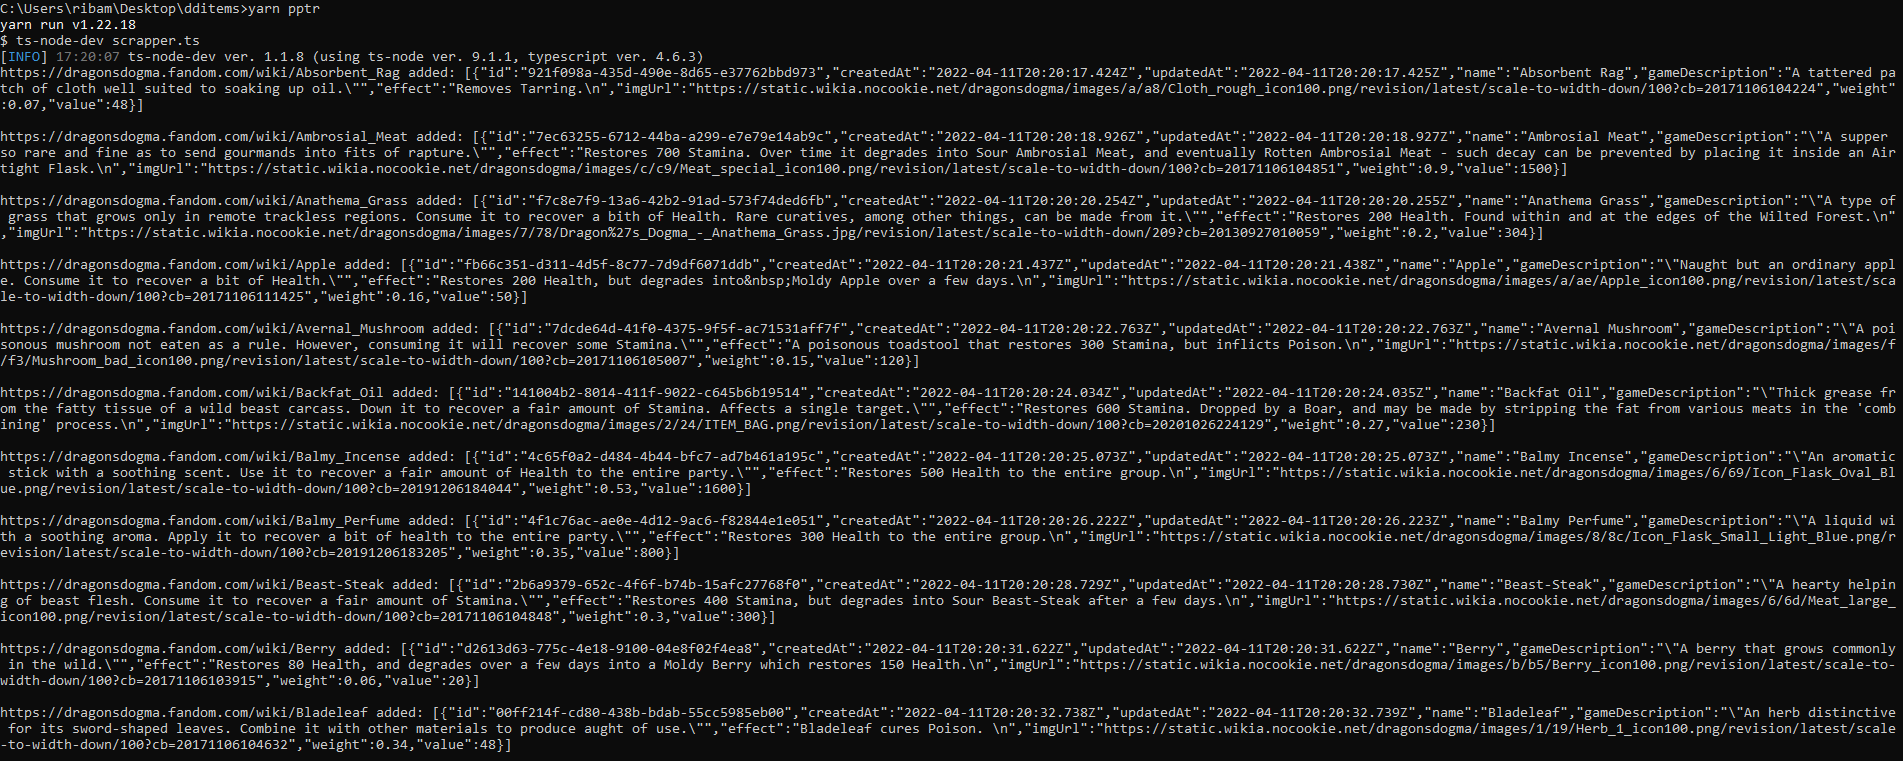 C:\Users\ribam\Desktop\dditems>yarn pptr
yarn run v1.22.18
$ ts-node-dev scrapper.ts
[INFO] 17:20:07 ts-node-dev ver. 1.1.8 (using ts-node ver. 9.1.1, typescript ver. 4.6.3)
https://dragonsdogma.fandom.com/wiki/Absorbent_Rag added: [{"id":"921f098a-435d-490e-8d65-e37762bbd973","createdAt":"2022-04-11T20:20:17.424Z","updatedAt":"2022-04-11T20:20:17.425Z","name":"Absorbent Rag","gameDescription":"A tattered pa
tch of cloth well suited to soaking up oil.\"","effect":"Removes Tarring.\n","imgUrl":"https://static.wikia.nocookie.net/dragonsdogma/images/a/a8/Cloth_rough_icon100.png/revision/latest/scale-to-width-down/100?cb=20171106104224","weight"
:0.07,"value":48}]
https://dragonsdogma.fandom.com/wiki/Ambrosial_Meat added: [{"id":"7ec63255-6712-44ba-a299-e7e79e14ab9c","createdAt":"2022-04-11T20:20:18.926Z","updatedAt":"2022-04-11T20:20:18.927Z","name":"Ambrosial Meat","gameDescription":"\"A supper
so rare and fine as to send gourmands into fits of rapture.\"","effect":"Restores 700 Stamina. Over time it degrades into Sour Ambrosial Meat, and eventually Rotten Ambrosial Meat - such decay can be prevented by placing it inside an Air
tight Flask.\n","imgUrl":"https://static.wikia.nocookie.net/dragonsdogma/images/c/c9/Meat_special_icon100.png/revision/latest/scale-to-width-down/100?cb=20171106104851","weight":0.9,"value":1500}]
https://dragonsdogma.fandom.com/wiki/Anathema_Grass added: [{"id":"f7c8e7f9-13a6-42b2-91ad-573f74ded6fb","createdAt":"2022-04-11T20:20:20.254Z","updatedAt":"2022-04-11T20:20:20.255Z","name":"Anathema Grass","gameDescription":"\"A type of
grass that grows only in remote trackless regions. Consume it to recover a bith of Health. Rare curatives, among other things, can be made from it.\"","effect":"Restores 200 Health. Found within and at the edges of the Wilted Forest.\n"
,"imgUrl":"https://static.wikia.nocookie.net/dragonsdogma/images/7/78/Dragon%27s_Dogma_-_Anathema_Grass.jpg/revision/latest/scale-to-width-down/209?cb=20130927010059","weight":0.2,"value":304}]
https://dragonsdogma.fandom.com/wiki/Apple added: [{"id":"fb66c351-d311-4d5f-8c77-7d9df6071ddb","createdAt":"2022-04-11T20:20:21.437Z","updatedAt":"2022-04-11T20:20:21.438Z","name":"Apple","gameDescription":"\"Naught but an ordinary appl
e. Consume it to recover a bit of Health.\"","effect":"Restores 200 Health, but degrades into&nbsp;Moldy Apple over a few days.\n","imgUrl":"https://static.wikia.nocookie.net/dragonsdogma/images/a/ae/Apple_icon100.png/revision/latest/sca
le-to-width-down/100?cb=20171106111425","weight":0.16,"value":50}]
https://dragonsdogma.fandom.com/wiki/Avernal_Mushroom added: [{"id":"7dcde64d-41f0-4375-9f5f-ac71531aff7f","createdAt":"2022-04-11T20:20:22.763Z","updatedAt":"2022-04-11T20:20:22.763Z","name":"Avernal Mushroom","gameDescription":"\"A poi
sonous mushroom not eaten as a rule. However, consuming it will recover some Stamina.\"","effect":"A poisonous toadstool that restores 300 Stamina, but inflicts Poison.\n","imgUrl":"https://static.wikia.nocookie.net/dragonsdogma/images/f
/f3/Mushroom_bad_icon100.png/revision/latest/scale-to-width-down/100?cb=20171106105007","weight":0.15,"value":120}]
https://dragonsdogma.fandom.com/wiki/Backfat_Oil added: [{"id":"141004b2-8014-411f-9022-c645b6b19514","createdAt":"2022-04-11T20:20:24.034Z","updatedAt":"2022-04-11T20:20:24.035Z","name":"Backfat Oil","gameDescription":"\"Thick grease fr
om the fatty tissue of a wild beast carcass. Down it to recover a fair amount of Stamina. Affects a single target.\"","effect":"Restores 600 Stamina. Dropped by a Boar, and may be made by stripping the fat from various meats in the 'comb
ining' process.\n","imgUrl":"https://static.wikia.nocookie.net/dragonsdogma/images/2/24/ITEM_BAG.png/revision/latest/scale-to-width-down/100?cb=20201026224129","weight":0.27,"value":230}]
https://dragonsdogma.fandom.com/wiki/Balmy_Incense added: [{"id":"4c65f0a2-d484-4b44-bfc7-ad7b461a195c","createdAt":"2022-04-11T20:20:25.073Z","updatedAt":"2022-04-11T20:20:25.073Z","name":"Balmy Incense","gameDescription":"\"An aromatic
stick with a soothing scent. Use it to recover a fair amount of Health to the entire party.\"","effect":"Restores 500 Health to the entire group.\n","imgUrl":"https://static.wikia.nocookie.net/dragonsdogma/images/6/69/Icon_Flask_Oval_Bl
ue.png/revision/latest/scale-to-width-down/100?cb=20191206184044","weight":0.53,"value":1600}]
https://dragonsdogma.fandom.com/wiki/Balmy_Perfume added: [{"id":"4f1c76ac-ae0e-4d12-9ac6-f82844e1e051","createdAt":"2022-04-11T20:20:26.222Z","updatedAt":"2022-04-11T20:20:26.223Z","name":"Balmy Perfume","gameDescription":"\"A liquid wi
th a soothing aroma. Apply it to recover a bit of health to the entire party.\"","effect":"Restores 300 Health to the entire group.\n","imgUrl":"https://static.wikia.nocookie.net/dragonsdogma/images/8/8c/Icon_Flask_Small_Light_Blue.png/r
evision/latest/scale-to-width-down/100?cb=20191206183205","weight":0.35,"value":800}]
https://dragonsdogma.fandom.com/wiki/Beast-Steak added: [{"id":"2b6a9379-652c-4f6f-b74b-15afc27768f0","createdAt":"2022-04-11T20:20:28.729Z","updatedAt":"2022-04-11T20:20:28.730Z","name":"Beast-Steak","gameDescription":"\"A hearty helpin
g of beast flesh. Consume it to recover a fair amount of Stamina.\"","effect":"Restores 400 Stamina, but degrades into Sour Beast-Steak after a few days.\n","imgUrl":"https://static.wikia.nocookie.net/dragonsdogma/images/6/6d/Meat_large_
icon100.png/revision/latest/scale-to-width-down/100?cb=20171106104848","weight":0.3,"value":300}]
https://dragonsdogma.fandom.com/wiki/Berry added: [{"id":"d2613d63-775c-4e18-9100-04e8f02f4ea8","createdAt":"2022-04-11T20:20:31.622Z","updatedAt":"2022-04-11T20:20:31.622Z","name":"Berry","gameDescription":"\"A berry that grows commonly
in the wild.\"","effect":"Restores 80 Health, and degrades over a few days into a Moldy Berry which restores 150 Health.\n","imgUrl":"https://static.wikia.nocookie.net/dragonsdogma/images/b/b5/Berry_icon100.png/revision/latest/scale-to-
width-down/100?cb=20171106103915","weight":0.06,"value":20}]
https://dragonsdogma.fandom.com/wiki/Bladeleaf added: [{"id":"00ff214f-cd80-438b-bdab-55cc5985eb00","createdAt":"2022-04-11T20:20:32.738Z","updatedAt":"2022-04-11T20:20:32.739Z","name":"Bladeleaf","gameDescription":"\"An herb distinctive
for its sword-shaped leaves. Combine it with other materials to produce aught of use.\"","effect":"Bladeleaf cures Poison. \n","imgUrl":"https://static.wikia.nocookie.net/dragonsdogma/images/1/19/Herb_1_icon100.png/revision/latest/scale
-to-width-down/100?cb=20171106104632","weight":0.34,"value":48}]